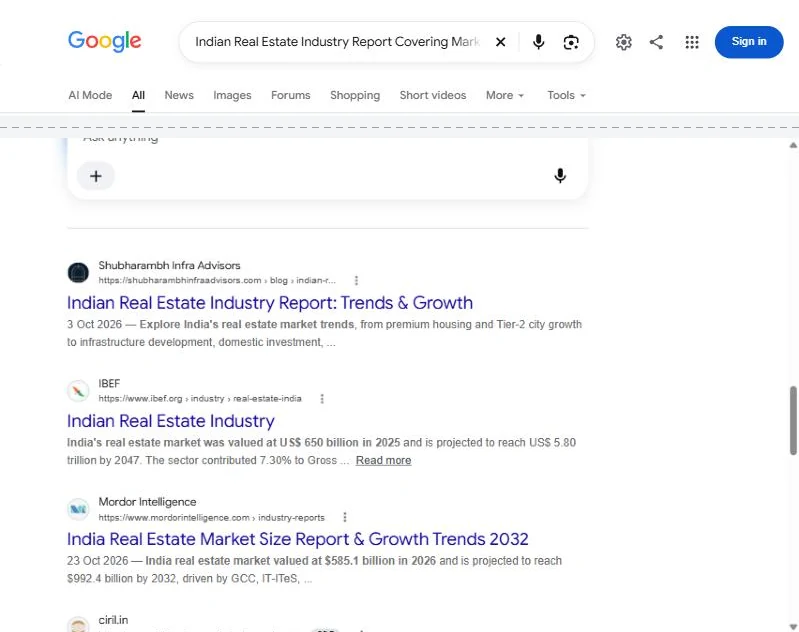 Google
Indian Real Estate Industry Report Covering Mark
Sign in
AI Mode All News Images Forums Shopping Short videos More Tools
Ask anything
Shubharambh Infra Advisors
https://shubharambhinfraadvisors.com › blog › indian-r...
Indian Real Estate Industry Report: Trends & Growth
3 Oct 2026 — Explore India's real estate market trends, from premium housing and Tier-2 city growth
to infrastructure development, domestic investment, ...
IBEF
https://www.ibef.org › industry › real-estate-india
Indian Real Estate Industry
India's real estate market was valued at US$ 650 billion in 2025 and is projected to reach US$ 5.80
trillion by 2047. The sector contributed 7.30% to Gross ... Read more
Mordor Intelligence
https://www.mordorintelligence.com › industry-reports
India Real Estate Market Size Report & Growth Trends 2032
23 Oct 2026 — India real estate market valued at $585.1 billion in 2026 and is projected to reach
$992.4 billion by 2032, driven by GCC, IT-ITeS, ...
ciril.in